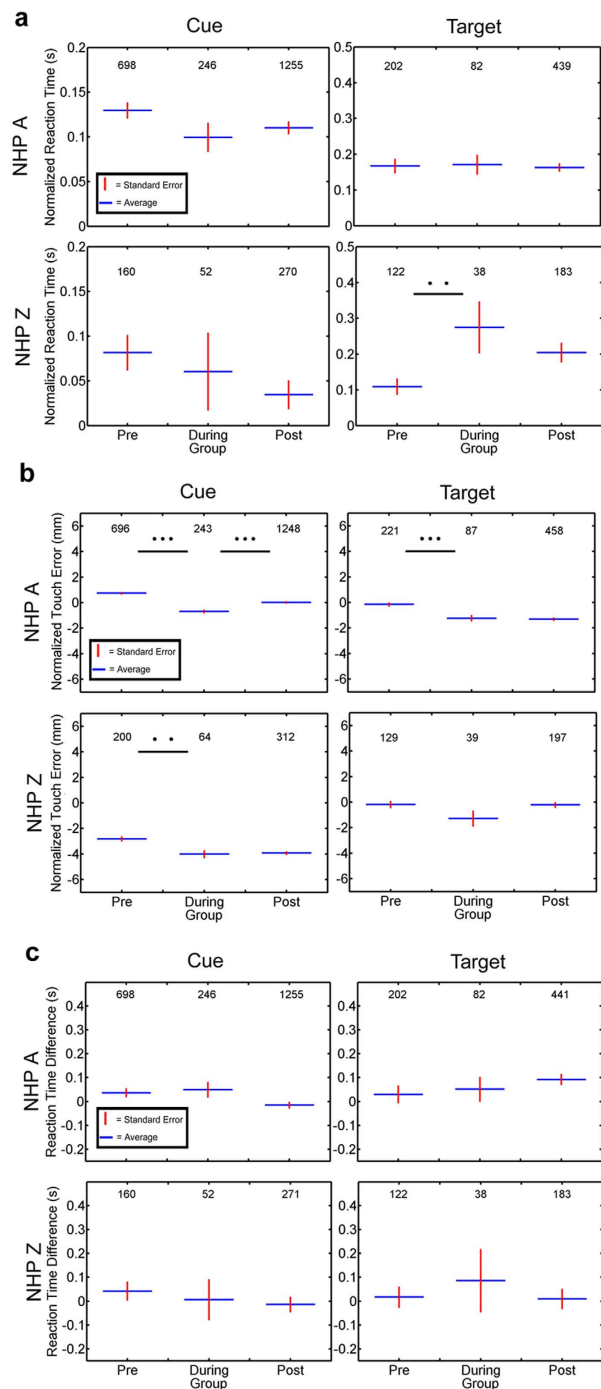 a
Cue Target
NHP A
Normalized Reaction Time (s)
0.2
0.15
0.1
0.05
0
698 246 1255
= Standard Error
= Average
0.5
0.4
0.3
0.2
0.1
0
202 82 439
NHP Z
Normalized Reaction Time (s)
0.2
0.15
0.1
0.05
0
160 52 270
Pre During Post
Group
0.5
0.4
0.3
0.2
0.1
0
122 38 183
Pre During Post
Group
b
Cue Target
NHP A
Normalized Touch Error (mm)
6
4
2
0
-2
-4
-6
696 243 1248
= Standard Error
= Average
6
4
2
0
-2
-4
-6
221 87 458
NHP Z
Normalized Touch Error (mm)
6
4
2
0
-2
-4
-6
200 64 312
Pre During Post
Group
6
4
2
0
-2
-4
-6
129 39 197
Pre During Post
Group
c
Cue Target
NHP A
Reaction Time Difference (s)
0.4
0.3
0.2
0.1
0
-0.1
-0.2
698 246 1255
= Standard Error
= Average
0.4
0.3
0.2
0.1
0
-0.1
-0.2
202 82 441
NHP Z
Reaction Time Difference (s)
0.4
0.3
0.2
0.1
0
-0.1
-0.2
160 52 271
Pre During Post
Group
0.4
0.3
0.2
0.1
0
-0.1
-0.2
122 38 183
Pre During Post
Group